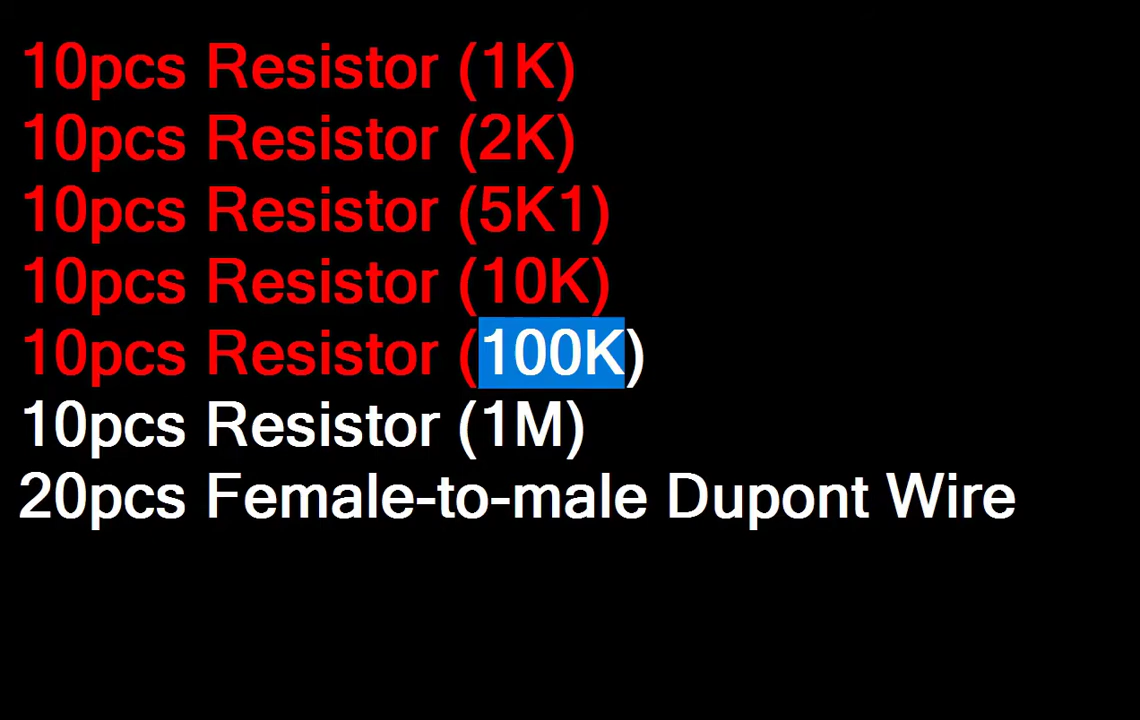 10pcs Resistor (1K)
10pcs Resistor (2K)
10pcs Resistor (5K1)
10pcs Resistor (10K)
10pcs Resistor (100K)
10pcs Resistor (1M)
20pcs Female-to-male Dupont Wire